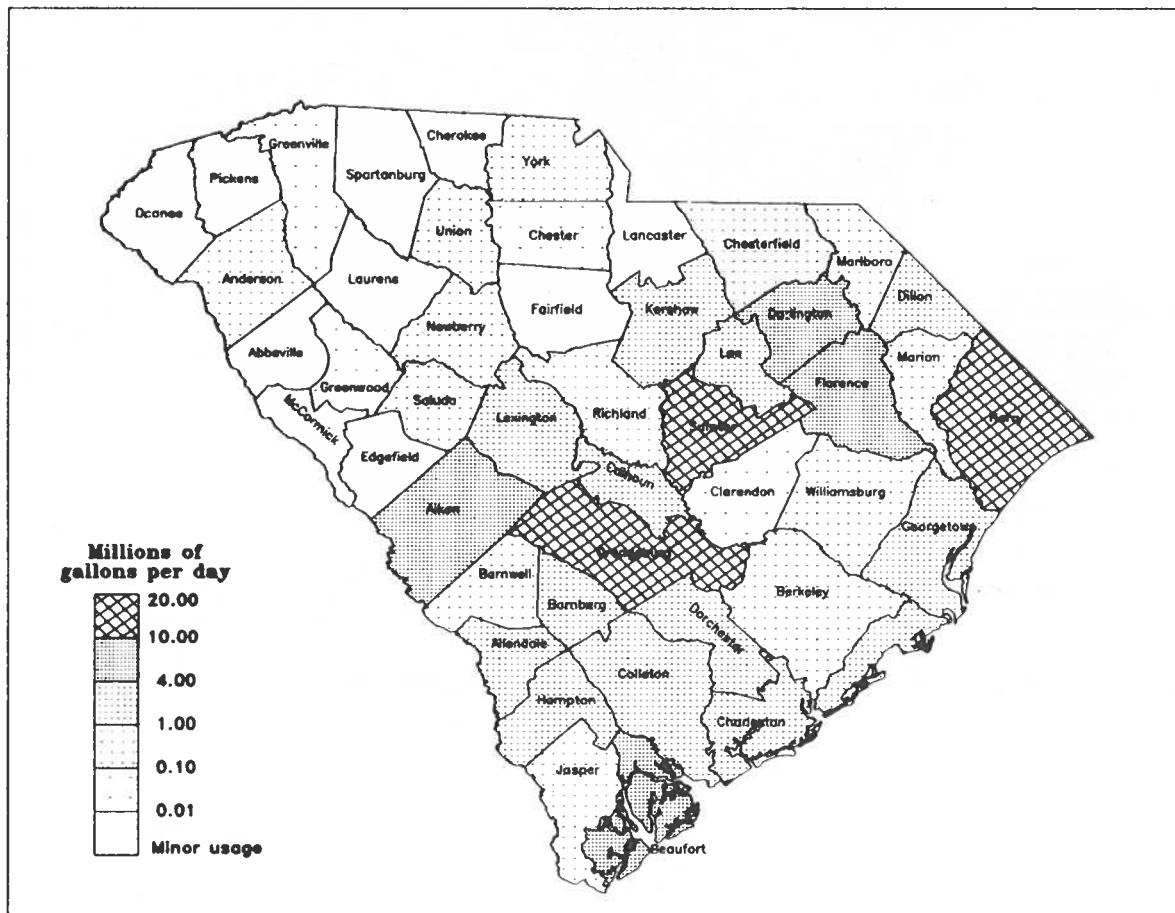 Cherokee
Greenville
York
Pickens
Spartanburg
Oconee
Union
Chester
Lancaster
Chesterfield
Marlboro
Anderson
Laurens
Dillon
Fairfield
Kershaw
Darlington
Newberry
Abbeville
Lee
Marion
Greenwood
Florence
Saluda
McCormick
Lexington
Richland
Horry
Sumter
Edgefield
Calhoun
Clarendon
Williamsburg
Aiken
Georgetown
Orangeburg
Barnwell
Berkeley
Bamberg
Dorchester
Allendale
Colleton
Hampton
Charleston
Jasper
Beaufort
Millions of
gallons per day
20.00
10.00
4.00
1.00
0.10
0.01
Minor usage